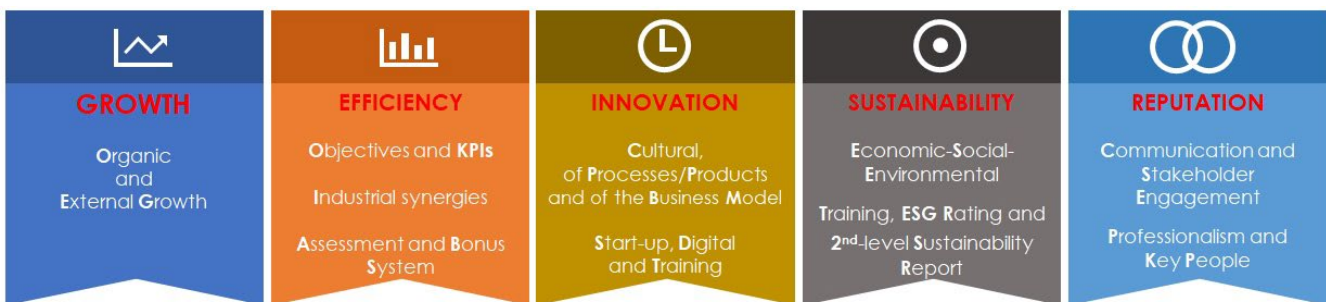 GROWTH
Organic
and
External Growth
EFFICIENCY
Objectives and KPIs
Industrial synergies
Assessment and Bonus
System
INNOVATION
Cultural,
of Processes/Products
and of the Business Model
Start-up, Digital
and Training
SUSTAINABILITY
Economic-Social-
Environmental
Training, ESG Rating and
2nd-level Sustainability
Report
REPUTATION
Communication and
Stakeholder
Engagement
Professionalism and
Key People